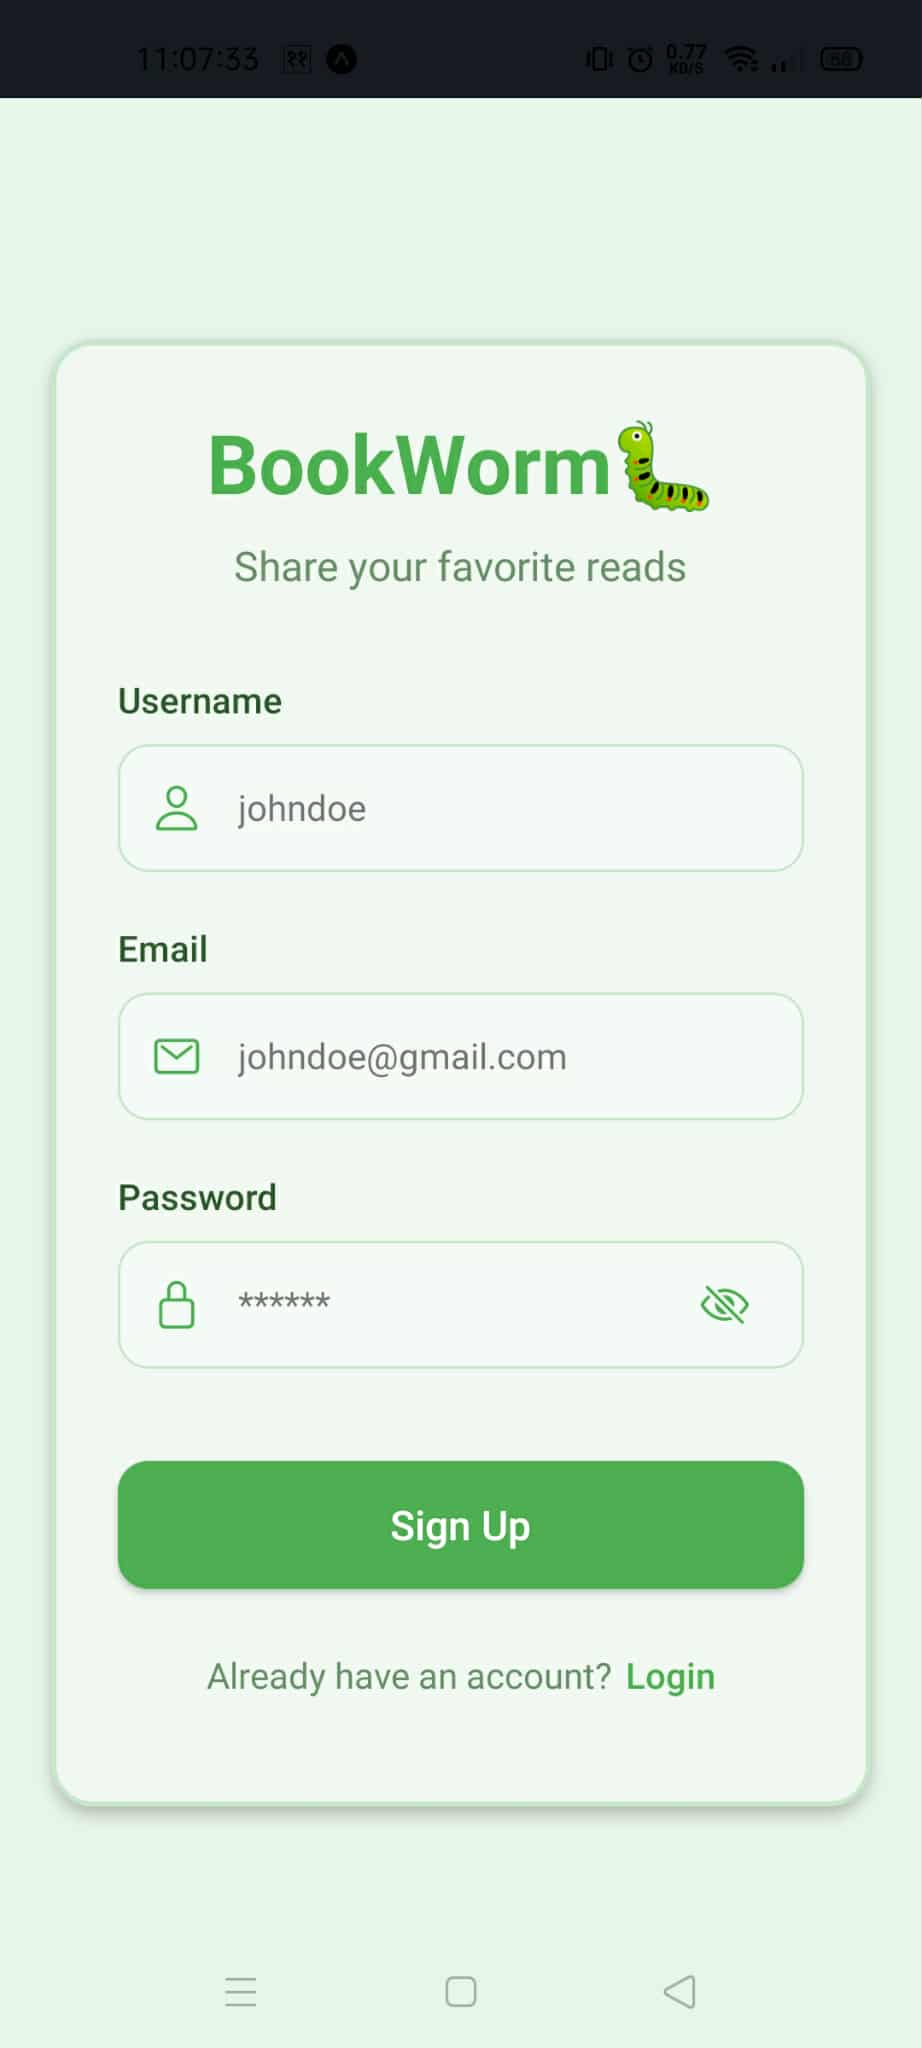 11:07:33 ११ 0.77 KB/S
BookWorm
Share your favorite reads
Username
johndoe
Email
johndoe@gmail.com
Password
******
Sign Up
Already have an account? Login